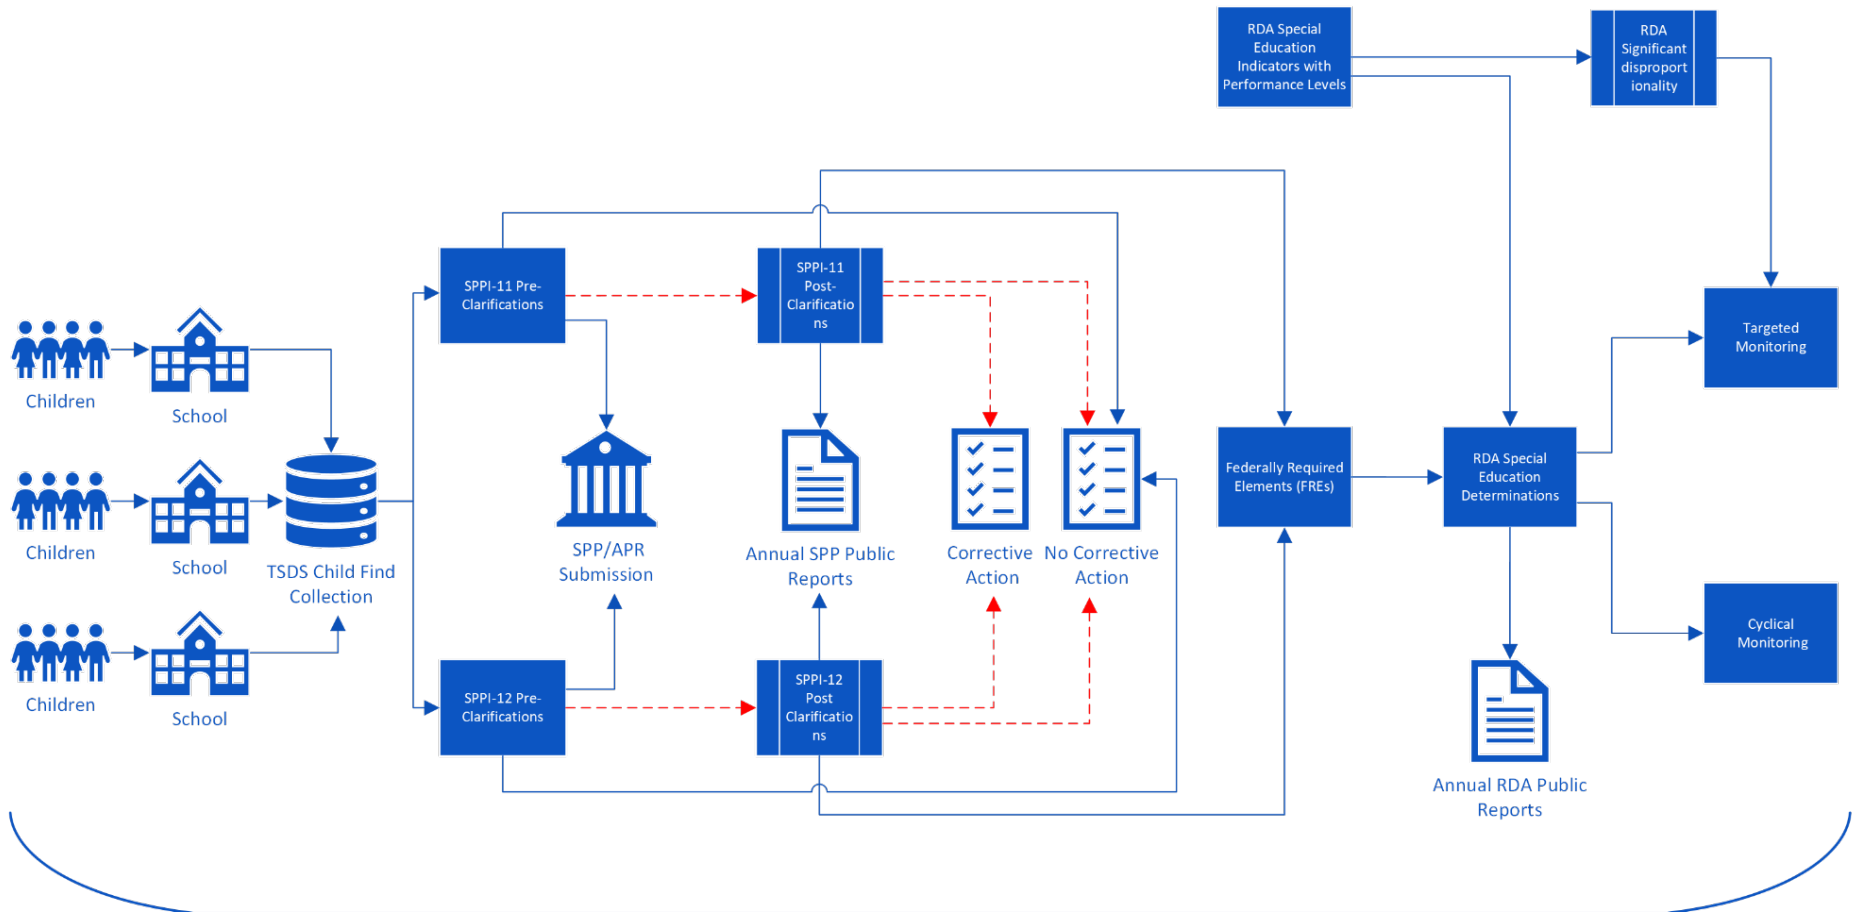 RDA Special
Education
Indicators with
Performance Levels
RDA
Significant
disproport
ionality
SPPI-11 Pre-
Clarifications
SPPI-11
Post-
Clarificatio
ns
Targeted
Monitoring
Children
School
Children
School
Children
School
TSDS Child Find
Collection
SPP/APR
Submission
Annual SPP Public
Reports
Corrective
Action
No Corrective
Action
Federally Required
Elements (FREs)
RDA Special
Education
Determinations
Cyclical
Monitoring
SPPI-12 Pre-
Clarifications
SPPI-12
Post
Clarificatio
ns
Annual RDA Public
Reports